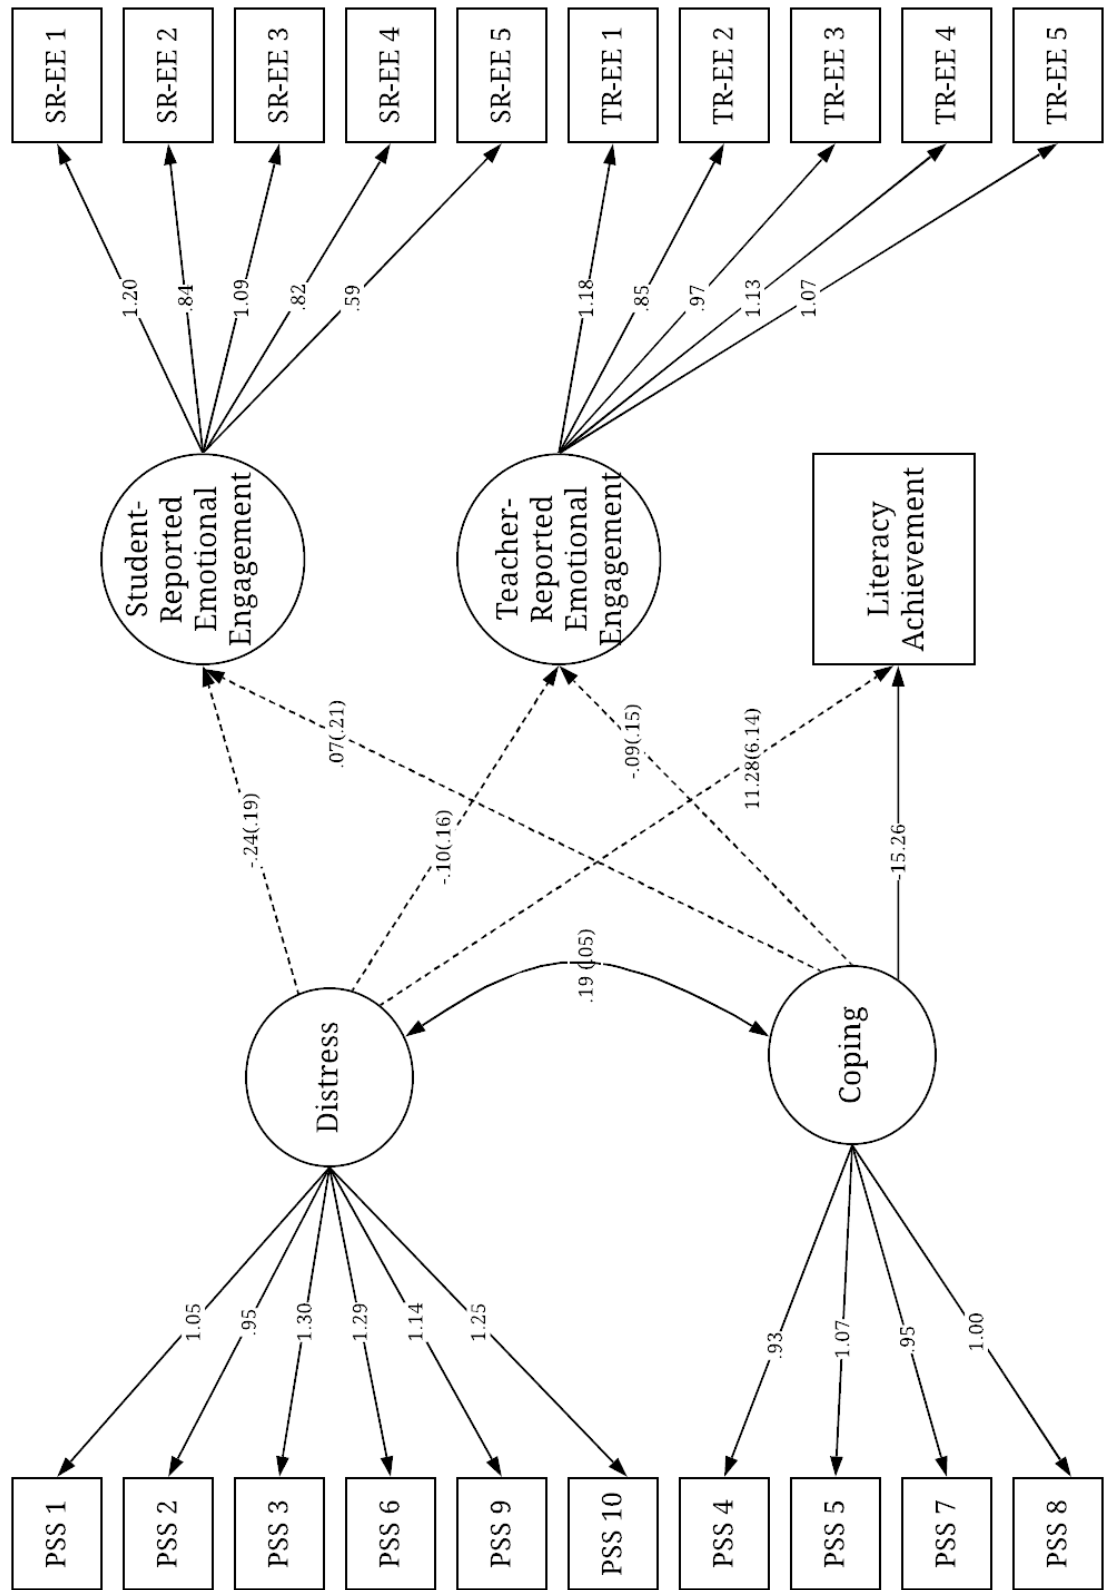 SR-EE 1
SR-EE 2
SR-EE 3
SR-EE 4
SR-EE 5
TR-EE 1
TR-EE 2
TR-EE 3
TR-EE 4
TR-EE 5
1.20
.84
1.09
.82
.59
1.18
.85
.97
1.13
1.07
Student-
Reported
Emotional
Engagement
Teacher-
Reported
Emotional
Engagement
Literacy
Achievement
-.24(.19)
.07(.21)
-.10(.16)
-.09(.15)
11.28(6.14)
-15.26
.19 (.05)
Distress
Coping
1.05
.95
1.30
1.29
1.14
1.25
.93
1.07
.95
1.00
PSS 1
PSS 2
PSS 3
PSS 6
PSS 9
PSS 10
PSS 4
PSS 5
PSS 7
PSS 8